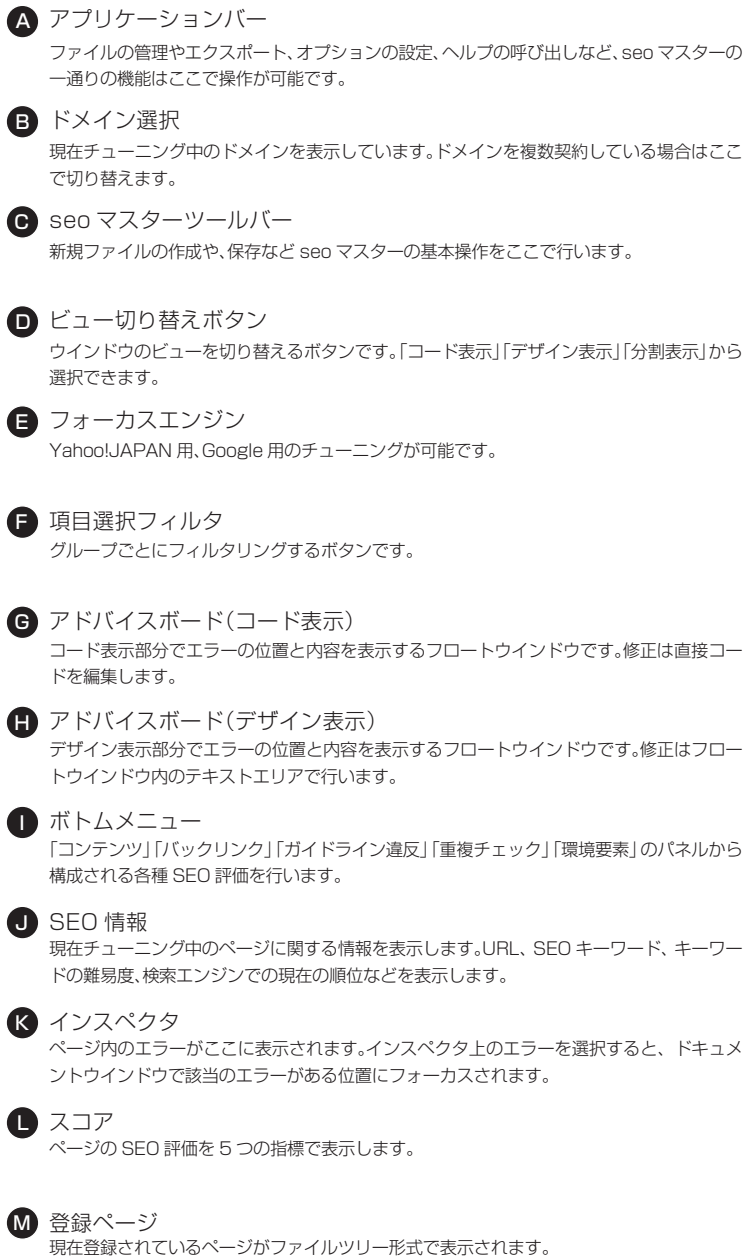 A アプリケーションバー
ファイルの管理やエクスポート、オプションの設定、ヘルプの呼び出しなど、seo マスターの
一通りの機能はここで操作が可能です。
B ドメイン選択
現在チューニング中のドメインを表示しています。ドメインを複数契約している場合はここ
で切り替えます。
C seo マスターツールバー
新規ファイルの作成や、保存など seo マスターの基本操作をここで行います。
D ビュー切り替えボタン
ウインドウのビューを切り替えるボタンです。「コード表示」「デザイン表示」「分割表示」から
選択できます。
E フォーカスエンジン
Yahoo!JAPAN 用、Google 用のチューニングが可能です。
F 項目選択フィルタ
グループごとにフィルタリングするボタンです。
G アドバイスボード(コード表示)
コード表示部分でエラーの位置と内容を表示するフロートウインドウです。修正は直接コー
ドを編集します。
H アドバイスボード(デザイン表示)
デザイン表示部分でエラーの位置と内容を表示するフロートウインドウです。修正はフロー
トウインドウ内のテキストエリアで行います。
I ボトムメニュー
「コンテンツ」「バックリンク」「ガイドライン違反」「重複チェック」「環境要素」のパネルから
構成される各種 SEO 評価を行います。
J SEO 情報
現在チューニング中のページに関する情報を表示します。URL、SEO キーワード、キーワー
ドの難易度、検索エンジンでの現在の順位などを表示します。
K インスペクタ
ページ内のエラーがここに表示されます。インスペクタ上のエラーを選択すると、ドキュメ
ントウインドウで該当のエラーがある位置にフォーカスされます。
L スコア
ページの SEO 評価を 5 つの指標で表示します。
M 登録ページ
現在登録されているページがファイルツリー形式で表示されます。